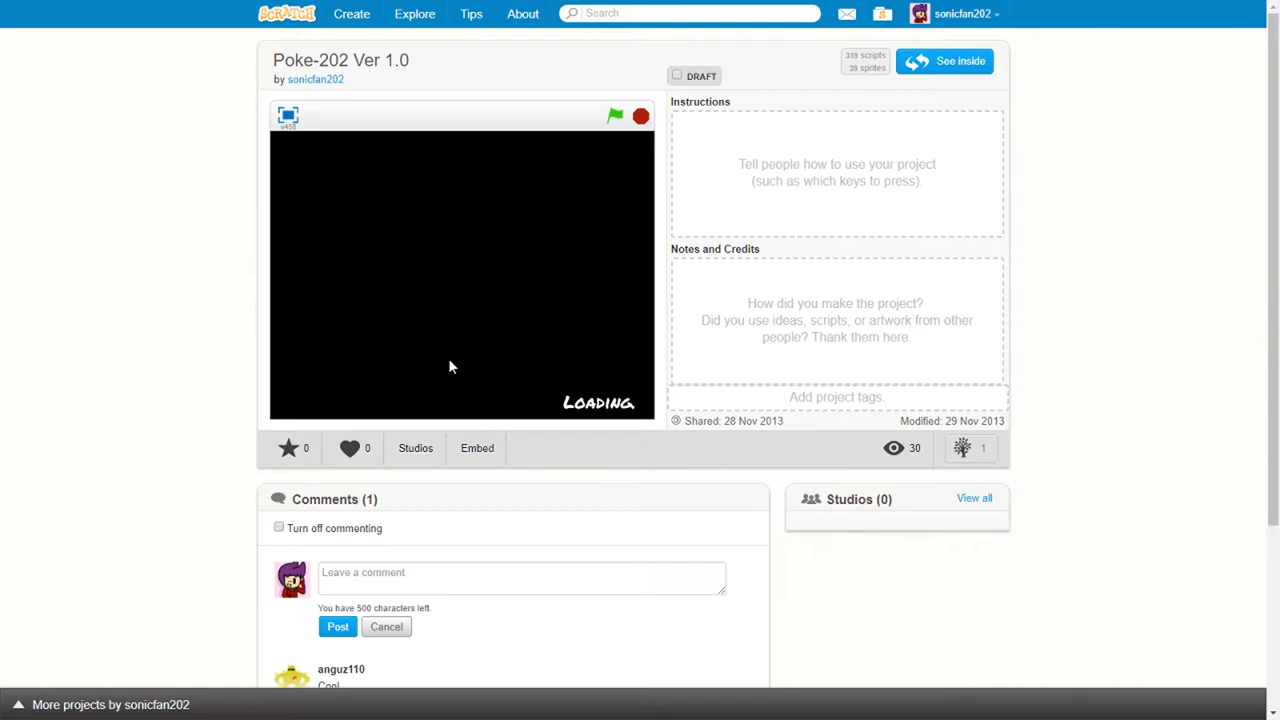 SCRATCH Create Explore Tips About Search sonicfan202
Poke-202 Ver 1.0
by sonicfan202
DRAFT
319 scripts
39 sprites
See inside
v458
Instructions
Tell people how to use your project
(such as which keys to press).
Notes and Credits
How did you make the project?
Did you use ideas, scripts, or artwork from other
people? Thank them here.
Loading.
Add project tags.
Shared: 28 Nov 2013 Modified: 29 Nov 2013
0 0 Studios Embed 30 1
Comments (1)
Turn off commenting
Leave a comment
You have 500 characters left.
Post Cancel
anguz110
Cool
Studios (0) View all
More projects by sonicfan202